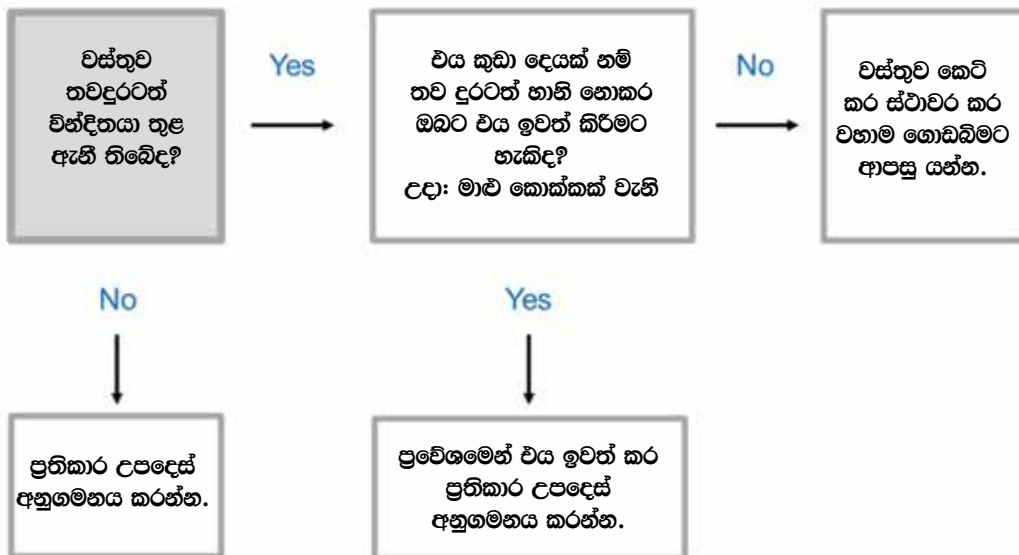 වස්තුව
තවදුරටත්
වින්දිතයා තුළ
ඇනී තිබේද?
Yes
එය කුඩා දෙයක් නම්
තව දුරටත් හානි නොකර
ඔබට එය ඉවත් කිරීමට
හැකිද?
උදා: මාළු කොක්කක් වැනි
No
වස්තුව කෙටි
කර ස්ථාවර කර
වහාම ගොඩබිමට
ආපසු යන්න.
No
Yes
ප්‍රතිකාර උපදෙස්
අනුගමනය කරන්න.
ප්‍රවේශමෙන් එය ඉවත් කර
ප්‍රතිකාර උපදෙස්
අනුගමනය කරන්න.